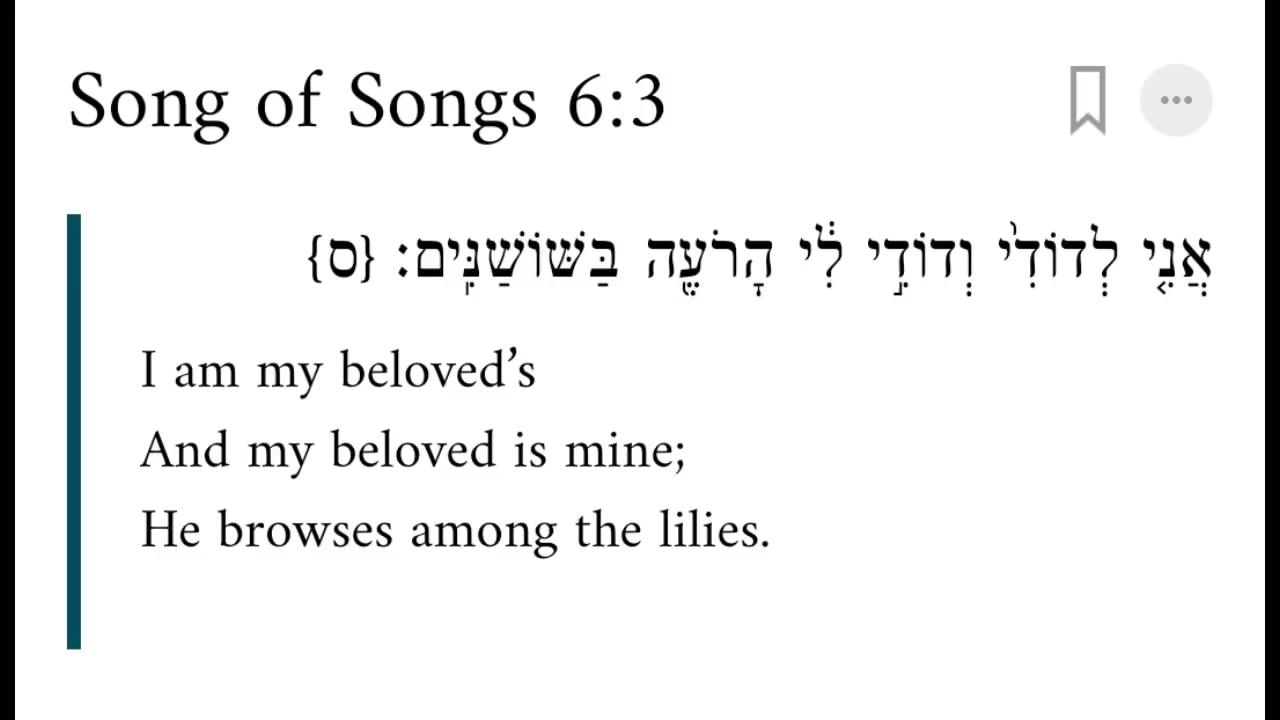 Song of Songs 6:3
אֲנִ֤י לְדוֹדִי֙ וְדוֹדִ֣י לִ֔י הָרֹעֶ֖ה בַּשּׁוֹשַׁנִּֽים׃ {ס}
I am my beloved’s
And my beloved is mine;
He browses among the lilies.